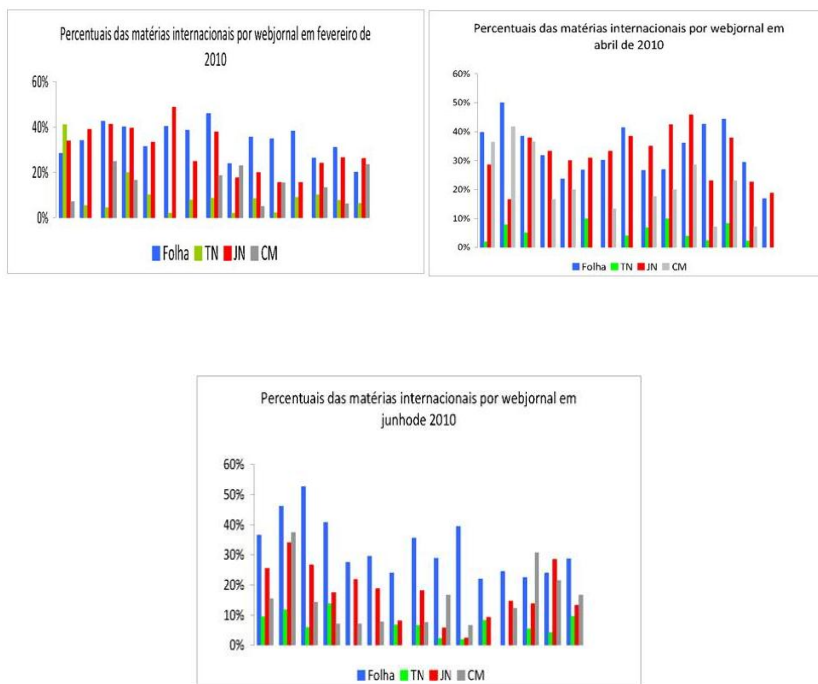 Percentuais das matérias internacionais por webjornal em fevereiro de
2010
60%
40%
20%
0%
Folha TN JN CM
Percentuais das matérias internacionais por webjornal em
abril de 2010
60%
50%
40%
30%
20%
10%
0%
Folha TN JN CM
Percentuais das matérias internacionais por webjornal em
junhode 2010
60%
50%
40%
30%
20%
10%
0%
Folha TN JN CM